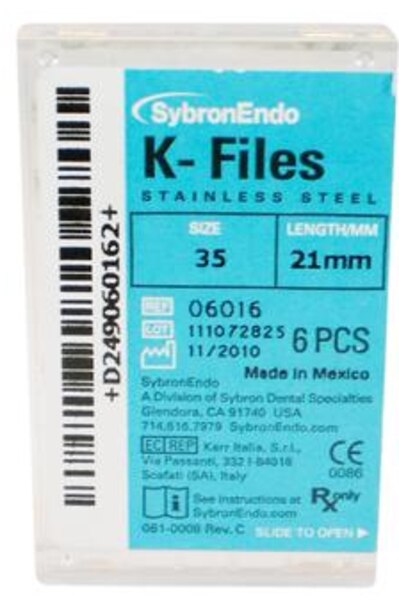 SybronEndo
K-Files
STAINLESS STEEL
SIZE LENGTH/MM
35 21mm
REF 06016
LOT 111072825 6 PCS
11/2010
Made in Mexico
SybronEndo
A Division of Sybron Dental Specialties
Glendora, CA 91740 USA
714.516.7979 SybronEndo.com
EC REP Kerr Italia, S.r.l.,
Via Passanti, 332 I-84018
Scafati (SA), Italy
CE 0086
See Instructions at Rx only
SybronEndo.com
061-0008 Rev. C SLIDE TO OPEN
+D249060162+